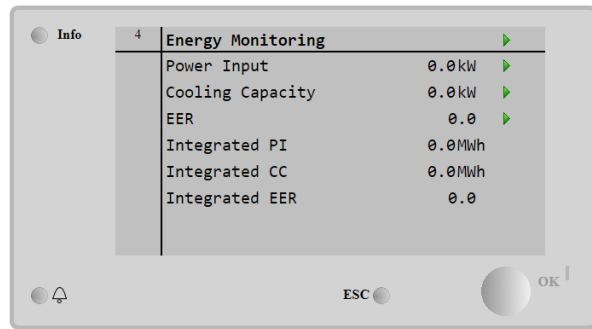 Info
4 Energy Monitoring
Power Input 0.0kW
Cooling Capacity 0.0kW
EER 0.0
Integrated PI 0.0MWh
Integrated CC 0.0MWh
Integrated EER 0.0
ESC
OK